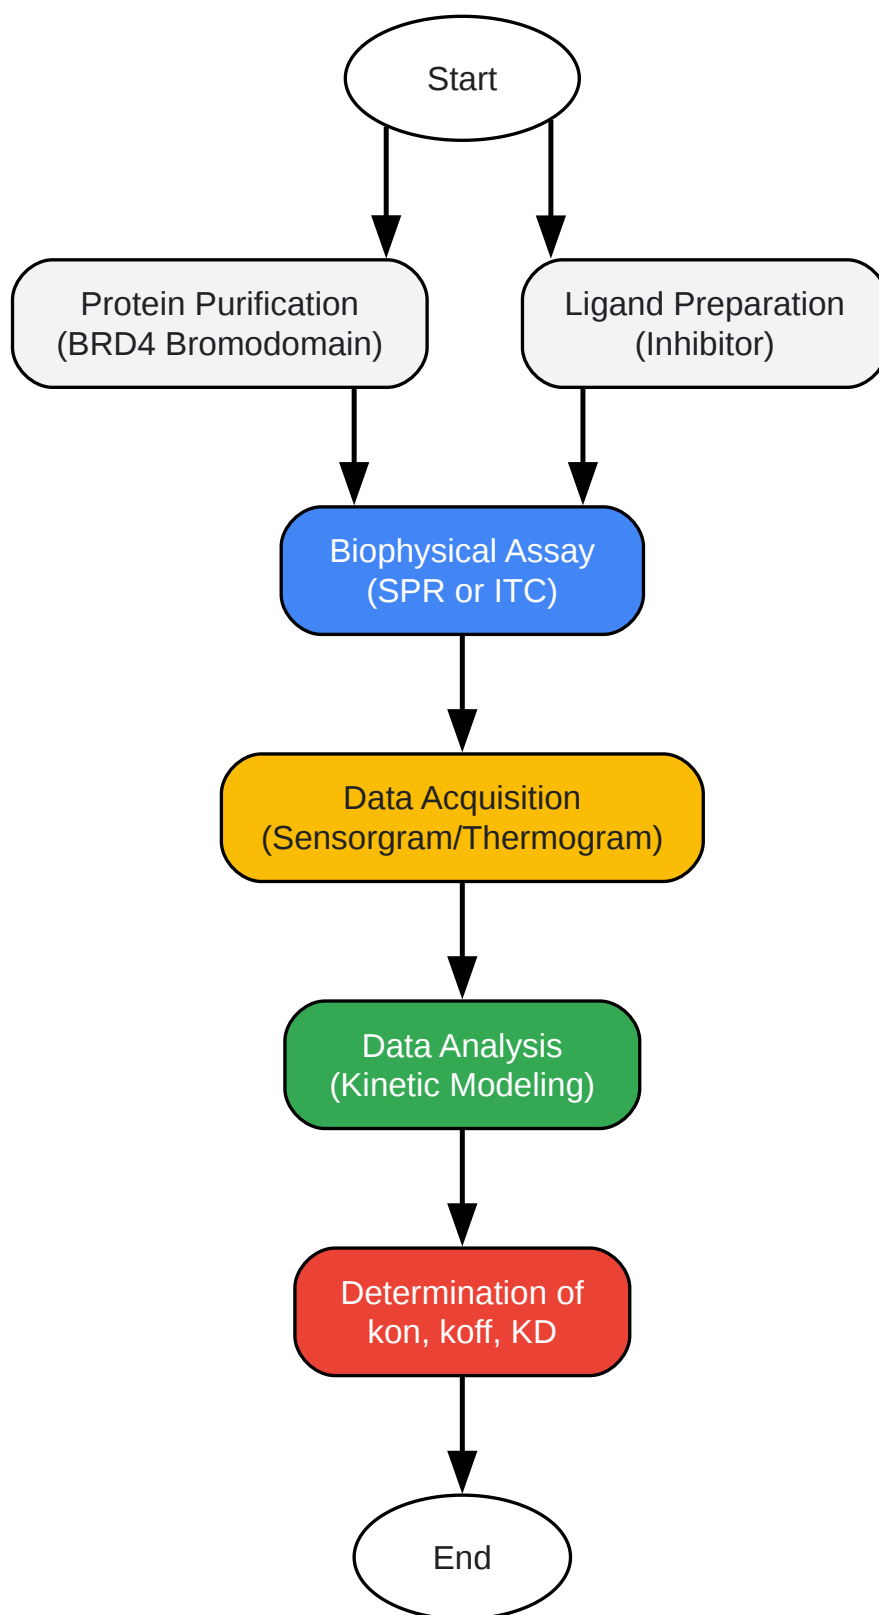 Start
Protein Purification
(BRD4 Bromodomain)
Ligand Preparation
(Inhibitor)
Biophysical Assay
(SPR or ITC)
Data Acquisition
(Sensorgram/Thermogram)
Data Analysis
(Kinetic Modeling)
Determination of
kon, koff, KD
End